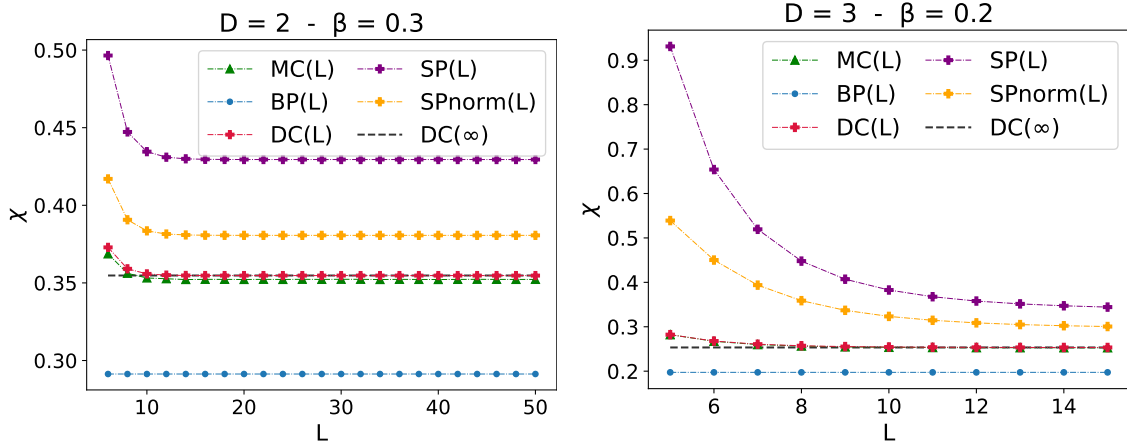 D = 2 - β = 0.3
MC(L) SP(L)
BP(L) SPnorm(L)
DC(L) DC(∞)
χ
0.50
0.45
0.40
0.35
0.30
10 20 30 40 50
L
D = 3 - β = 0.2
MC(L) SP(L)
BP(L) SPnorm(L)
DC(L) DC(∞)
χ
0.9
0.8
0.7
0.6
0.5
0.4
0.3
0.2
6 8 10 12 14
L